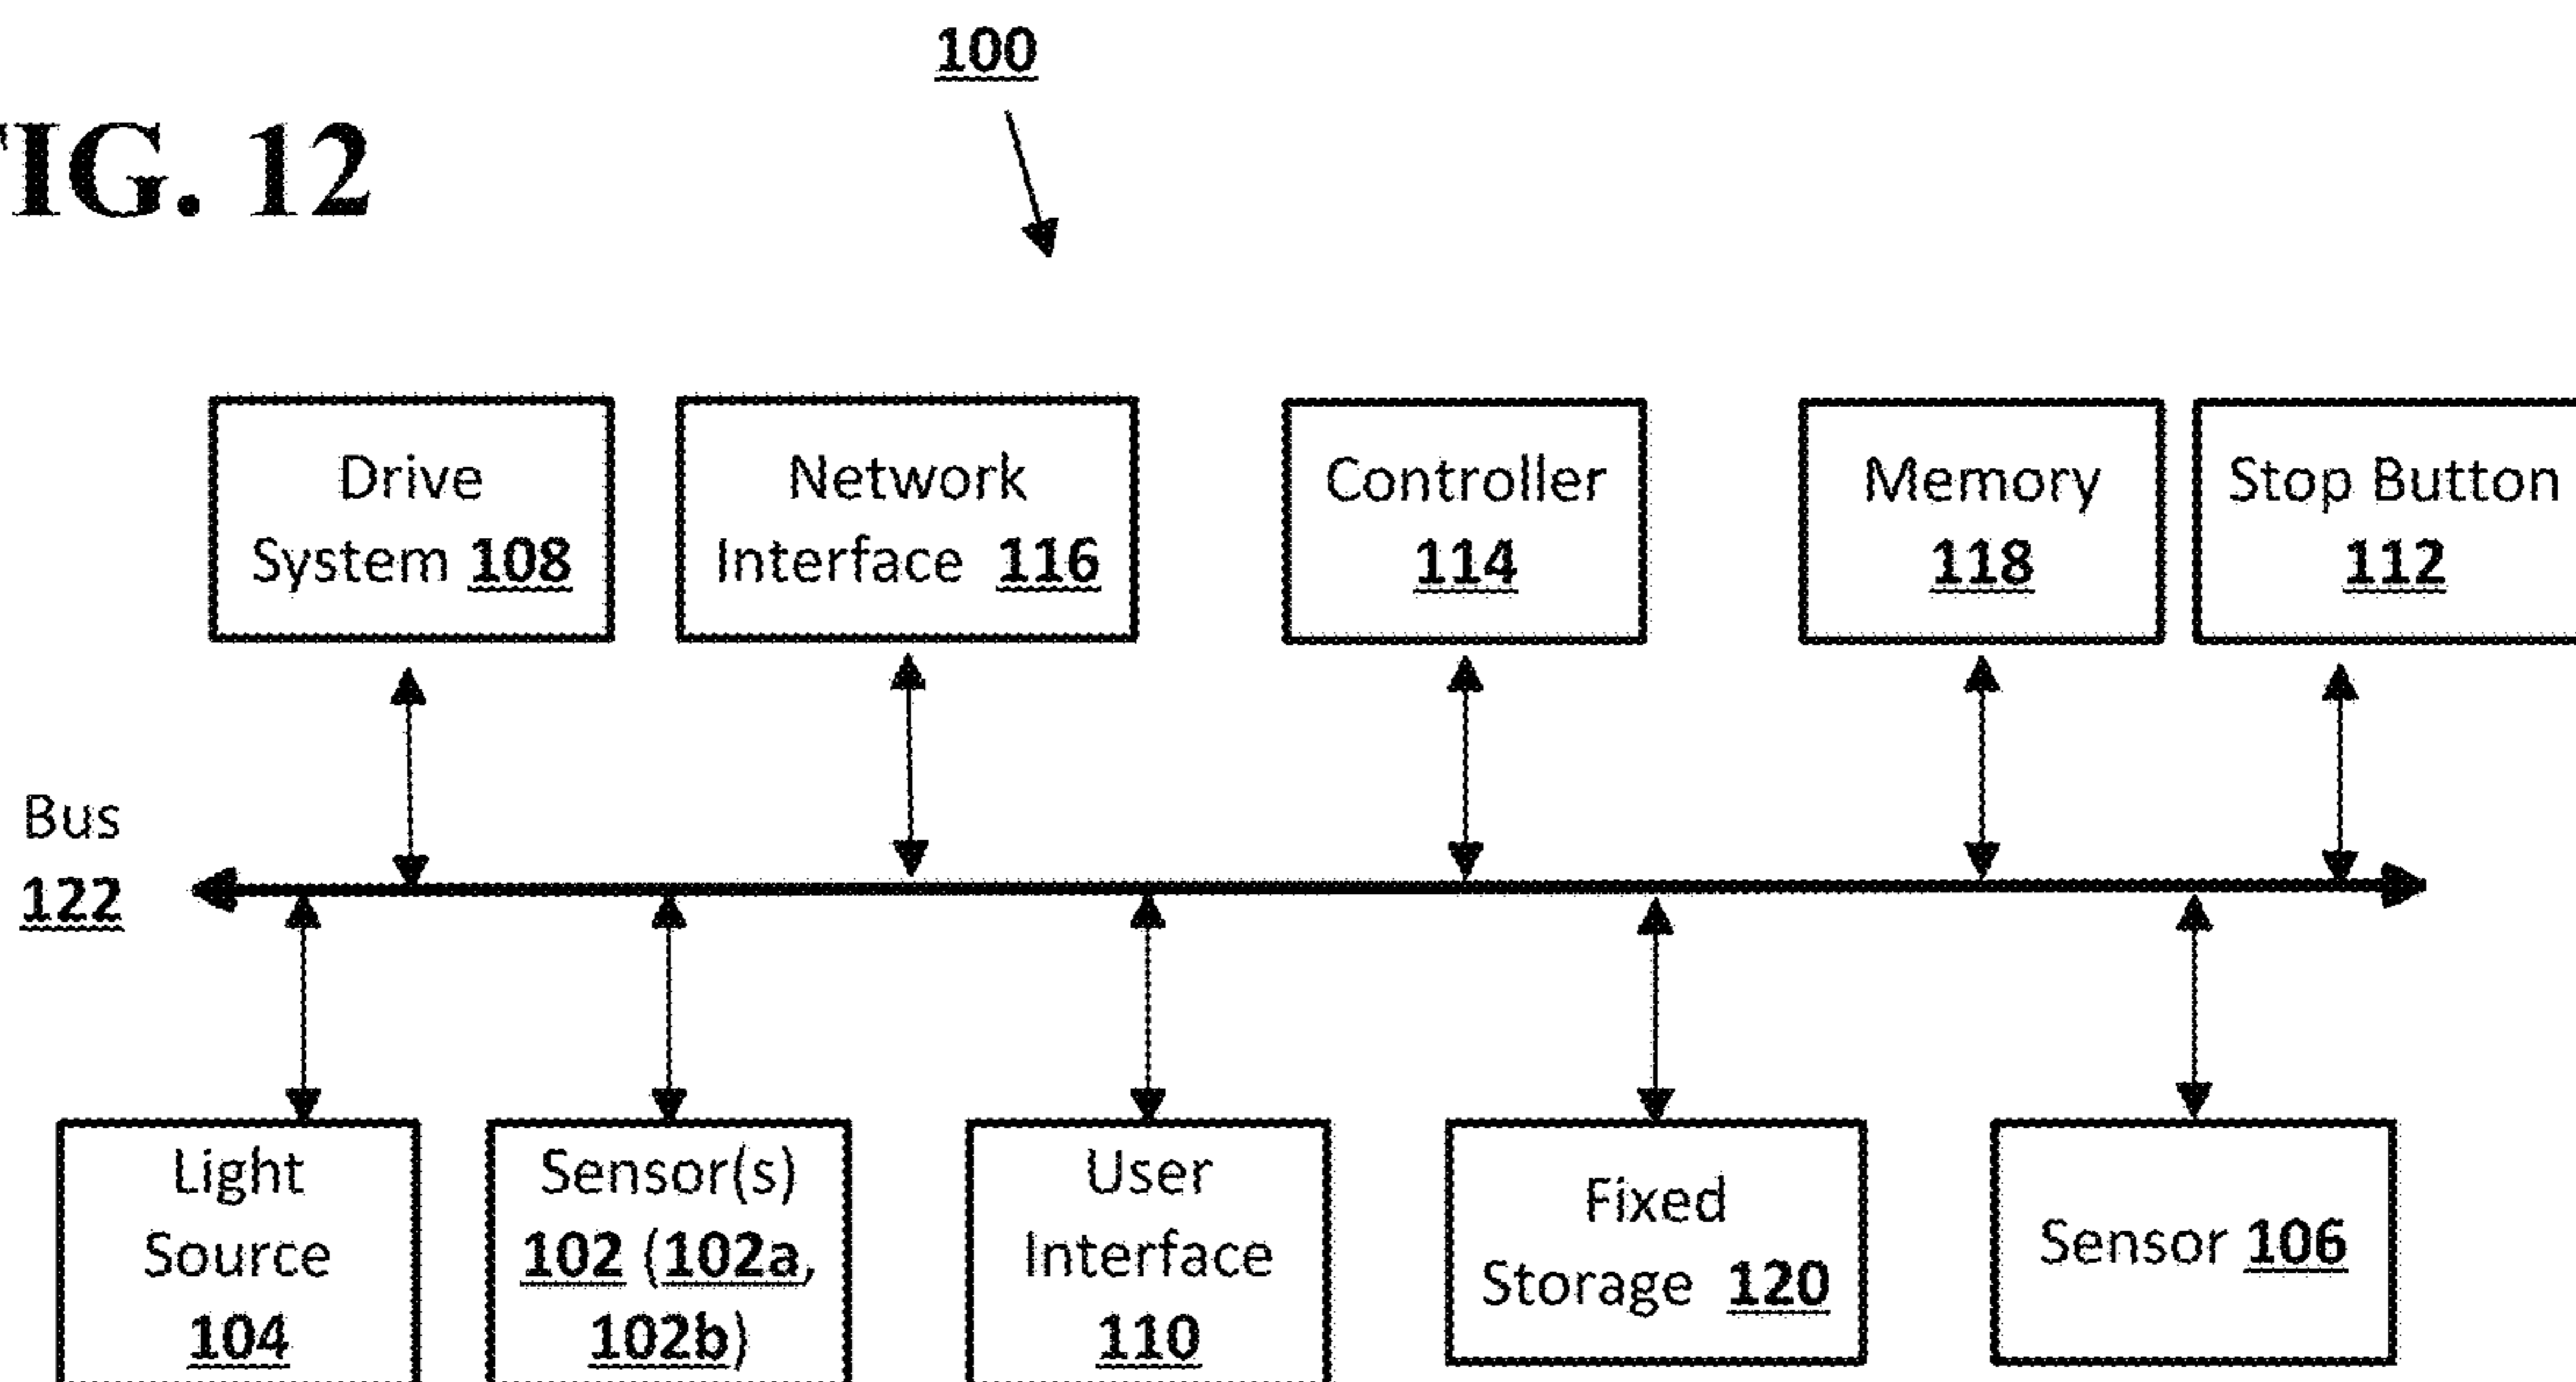 100
FIG. 12
Drive
System 108
Network
Interface 116
Controller
114
Memory
118
Stop Button
112
Bus
122
Light
Source
104
Sensor(s)
102 (102a,
102b)
User
Interface
110
Fixed
Storage 120
Sensor 106